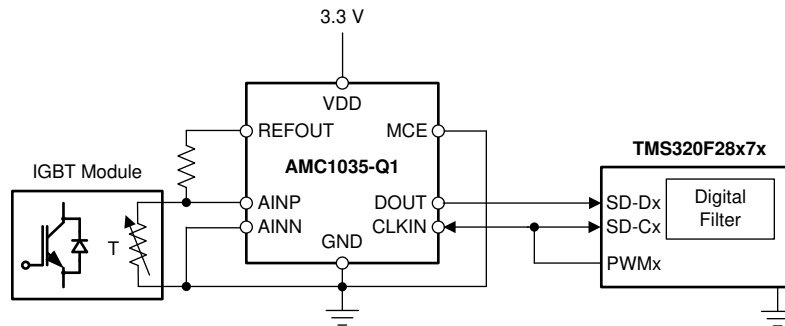 3.3 V
VDD
REFOUT
MCE
AMC1035-Q1
TMS320F28x7x
IGBT Module
AINP
DOUT
SD-Dx
Digital
Filter
AINN
CLKIN
SD-Cx
T
GND
PWMx